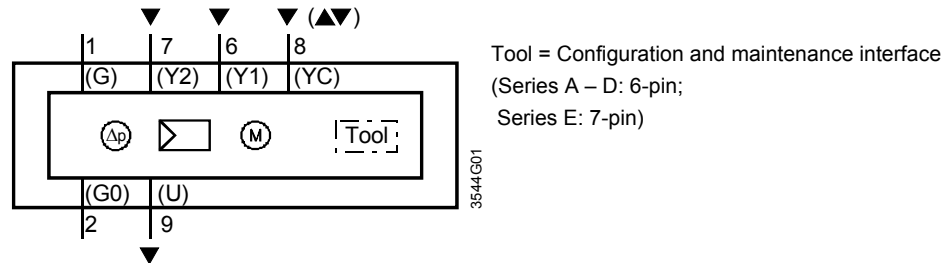 (▲▼)
1 7 6 8
(G) (Y2) (Y1) (YC)
Δp M Tool
(G0) (U)
2 9
3544G01
Tool = Configuration and maintenance interface
(Series A – D: 6-pin;
Series E: 7-pin)